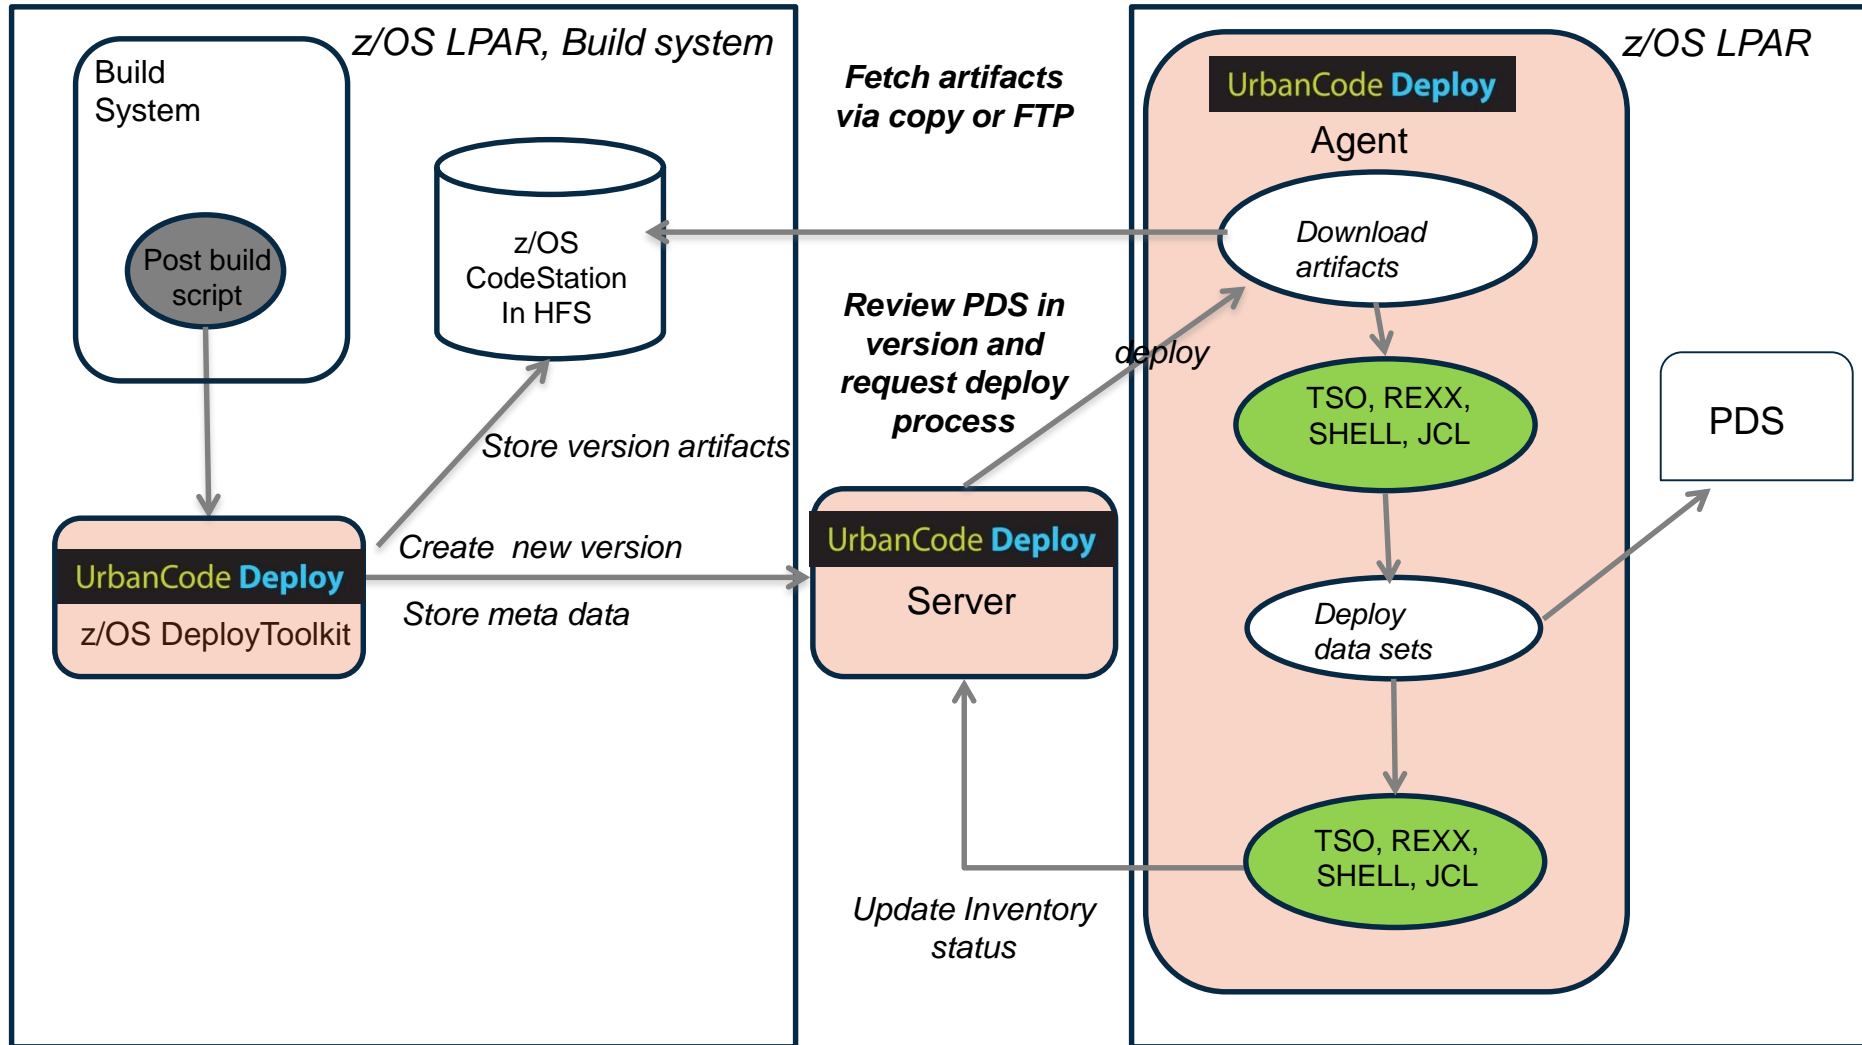 z/OS LPAR, Build system
Build
System
Post build
script
z/OS
CodeStation
In HFS
Store version artifacts
Create  new version
Store meta data
UrbanCode Deploy
z/OS DeployToolkit
Fetch artifacts
via copy or FTP
Review PDS in
version and
request deploy
process
deploy
UrbanCode Deploy
Server
Update Inventory
status
z/OS LPAR
UrbanCode Deploy
Agent
Download
artifacts
TSO, REXX,
SHELL, JCL
Deploy
data sets
TSO, REXX,
SHELL, JCL
PDS